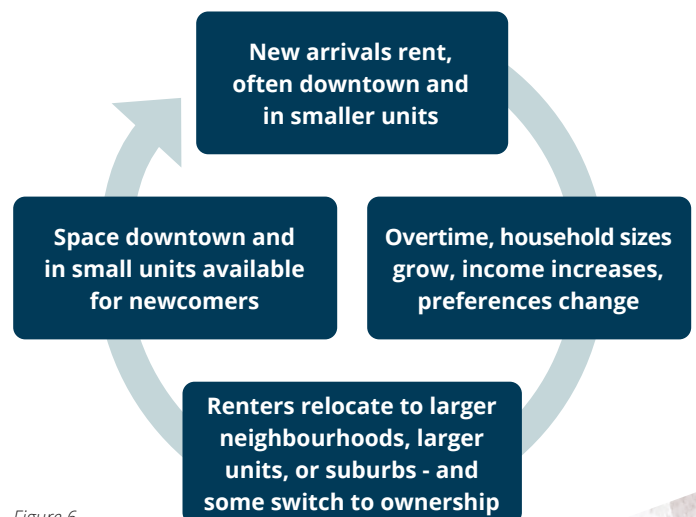 New arrivals rent,
often downtown and
in smaller units
Overtime, household sizes
grow, income increases,
preferences change
Renters relocate to larger
neighbourhoods, larger
units, or suburbs - and
some switch to ownership
Space downtown and
in small units available
for newcomers
Figure 6